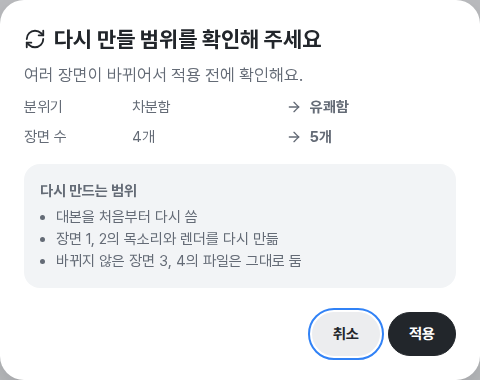 다시 만들 범위를 확인해 주세요
여러 장면이 바뀌어서 적용 전에 확인해요.
분위기 차분함 → 유쾌함
장면 수 4개 → 5개
다시 만드는 범위
• 대본을 처음부터 다시 씀
• 장면 1, 2의 목소리와 렌더를 다시 만듦
• 바뀌지 않은 장면 3, 4의 파일은 그대로 둠
취소 적용